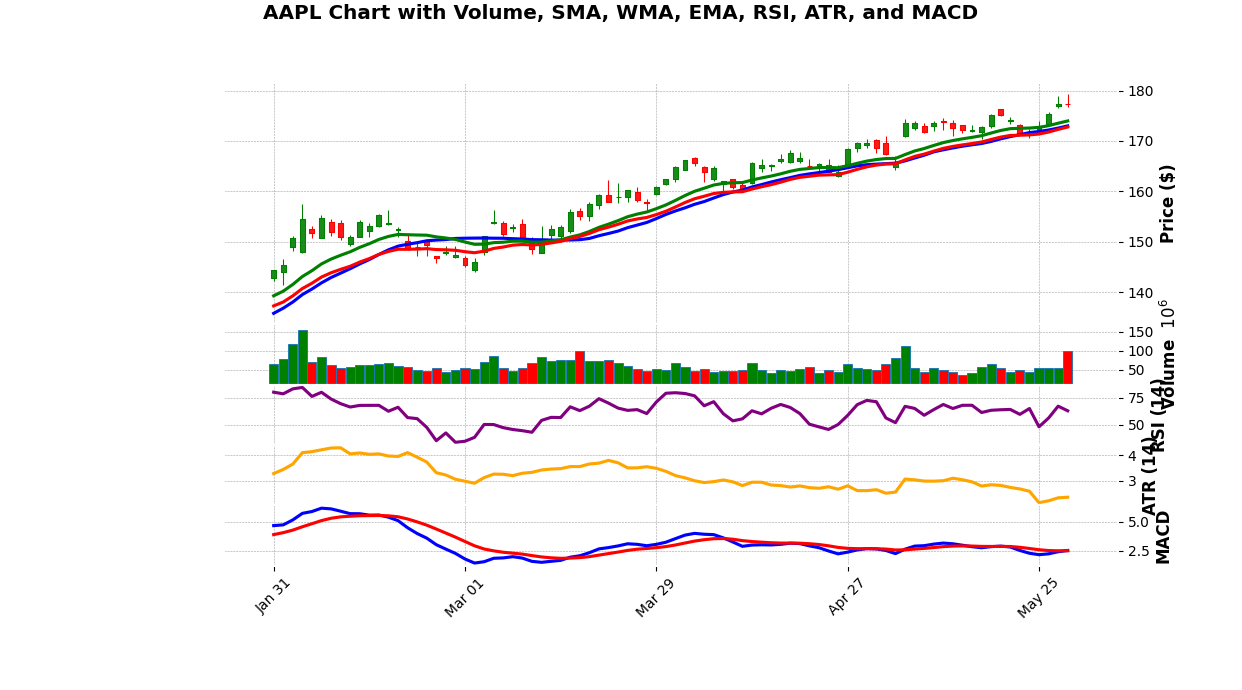 AAPL Chart with Volume, SMA, WMA, EMA, RSI, ATR, and MACD
180
170
160
150
140
Price ($)
150
100
50
Volume 10^6
75
50
RSI (14)
4
3
ATR (14)
5.0
2.5
MACD
Jan 31
Mar 01
Mar 29
Apr 27
May 25